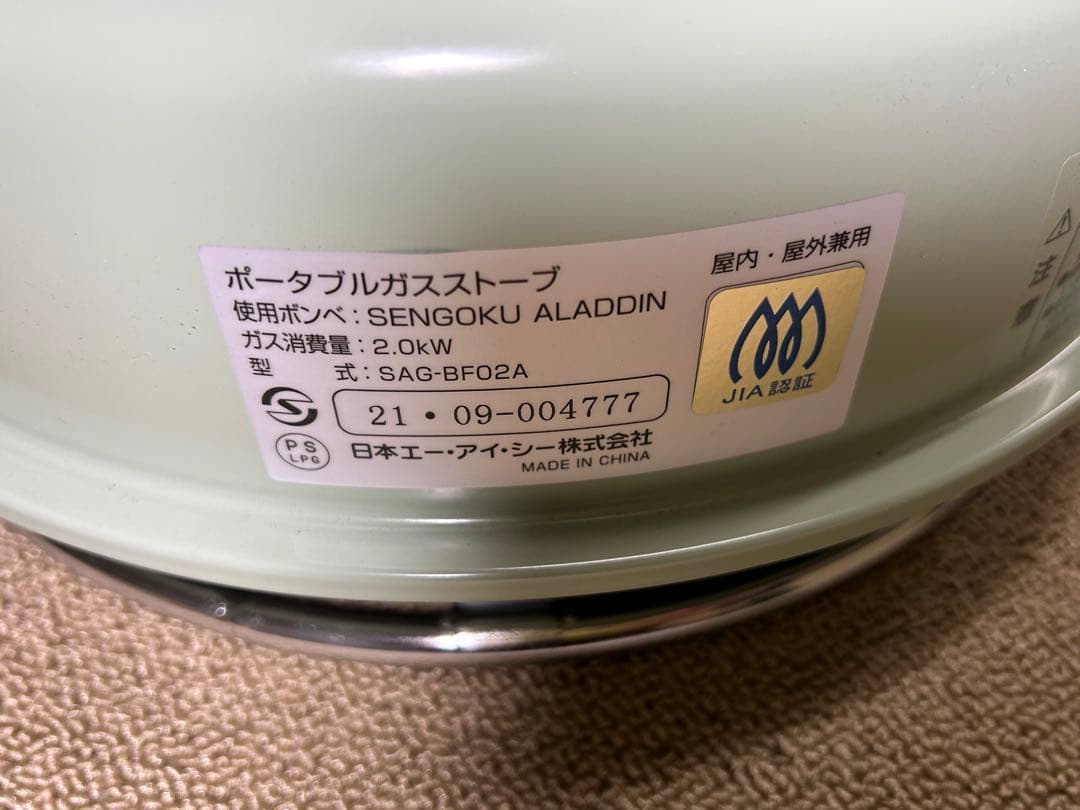 ポータブルガスストーブ
使用ボンベ：SENGOKU ALADDIN
ガス消費量：2.0kW
型　　　式：SAG-BF02A
21・09-004777
PS
LPG
日本エー・アイ・シー株式会社
MADE IN CHINA
屋内・屋外兼用
JIA 認証
注